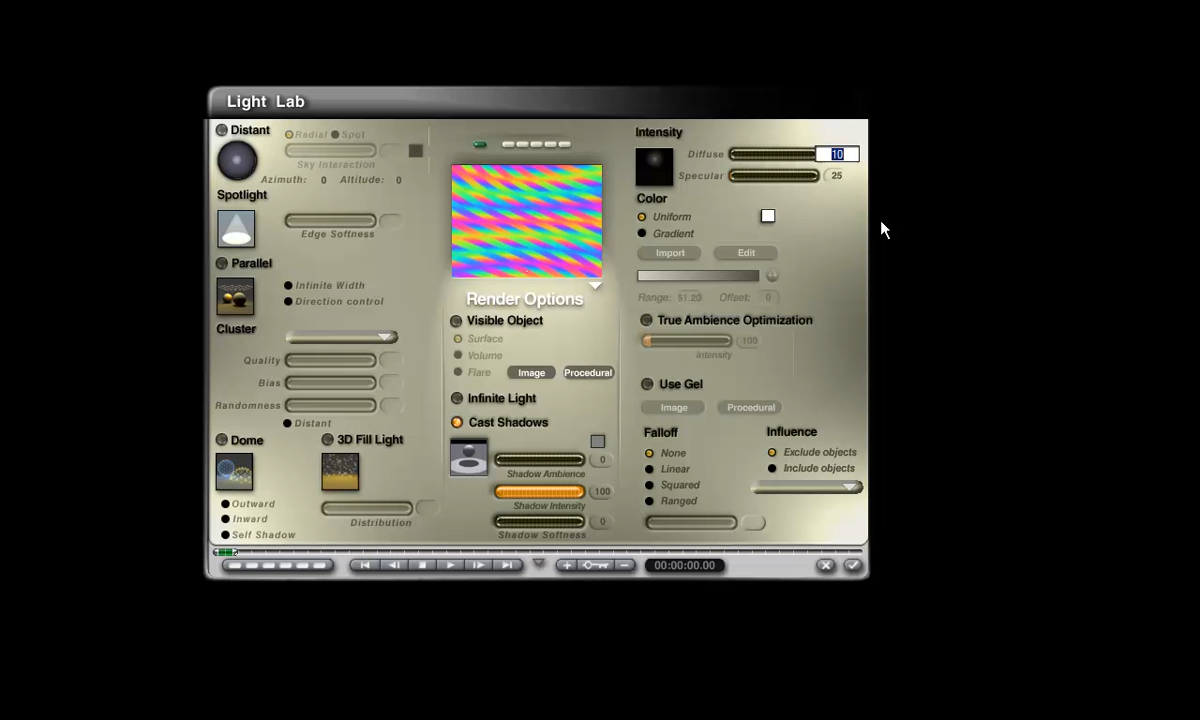 Light Lab
Distant
Radial Spot
Sky Interaction
Azimuth: 0 Altitude: 0
Spotlight
Edge Softness
Parallel
Infinite Width
Direction control
Cluster
Quality
Bias
Randomness
Distant
Dome
3D Fill Light
Outward
Inward
Self Shadow
Distribution
Render Options
Visible Object
Surface
Volume
Flare Image Procedural
Infinite Light
Cast Shadows
0
Shadow Ambience
100
Shadow Intensity
0
Shadow Softness
Intensity
Diffuse 10
Specular 25
Color
Uniform
Gradient
Import Edit
Range: 51.20 Offset: 0
True Ambience Optimization
100
intensity
Use Gel
Image Procedural
Falloff
None
Linear
Squared
Ranged
Influence
Exclude objects
Include objects
00:00:00.00